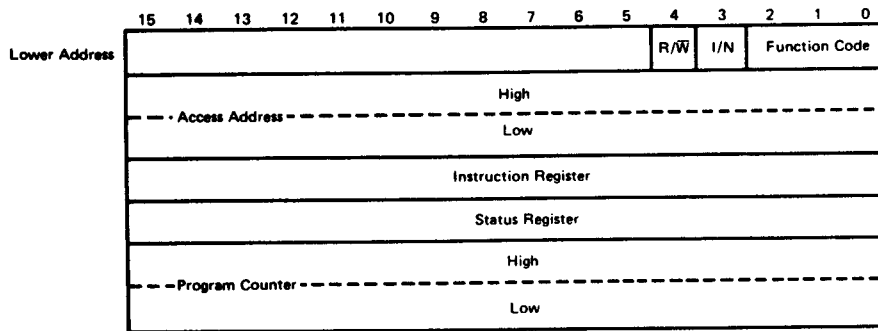 15 14 13 12 11 10 9 8 7 6 5 4 3 2 1 0
Lower Address R/W̅ I/N Function Code
High
Access Address
Low
Instruction Register
Status Register
High
Program Counter
Low